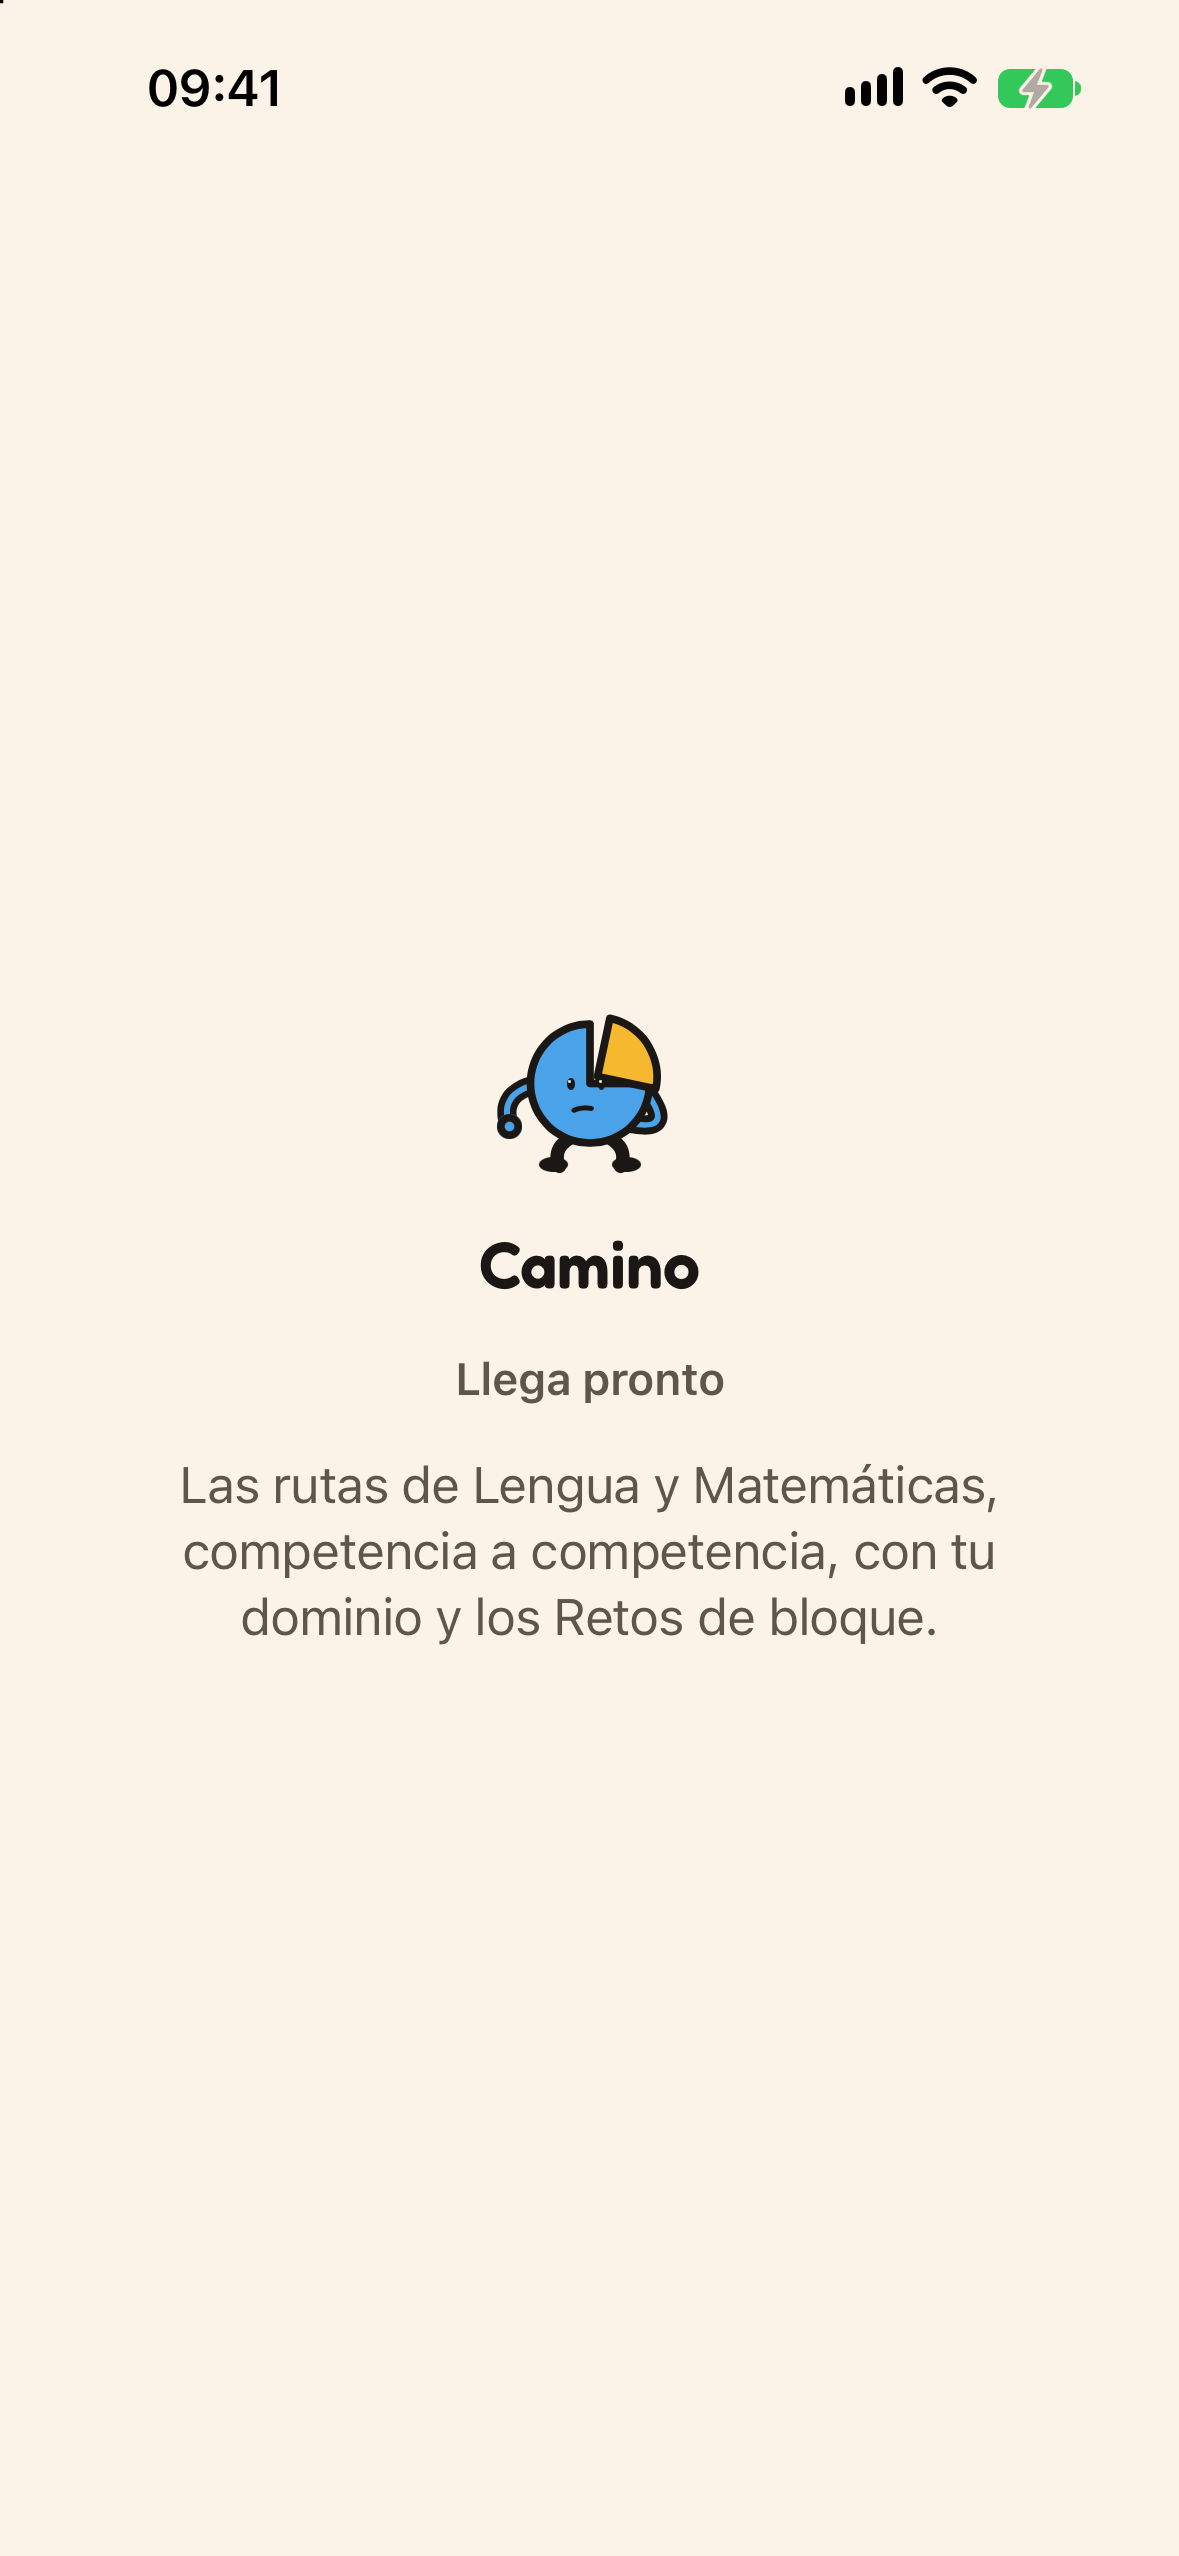 09:41
Camino
Llega pronto
Las rutas de Lengua y Matemáticas,
competencia a competencia, con tu
dominio y los Retos de bloque.